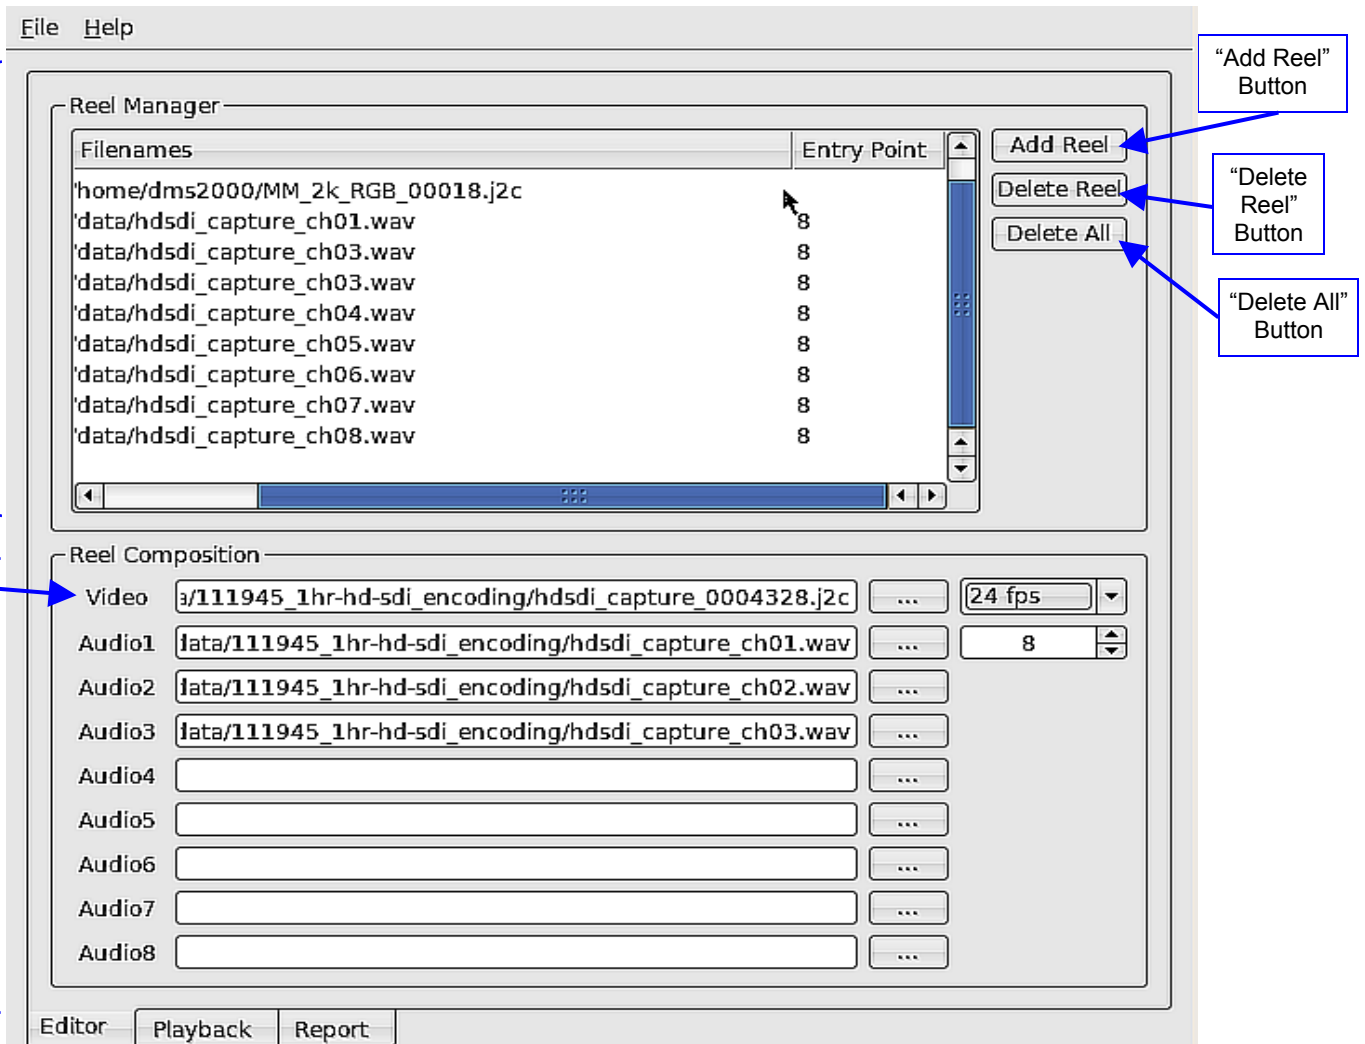 File Help
Reel Manager
Filenames Entry Point
'home/dms2000/MM_2k_RGB_00018.j2c
'data/hdsdi_capture_ch01.wav 8
'data/hdsdi_capture_ch03.wav 8
'data/hdsdi_capture_ch03.wav 8
'data/hdsdi_capture_ch04.wav 8
'data/hdsdi_capture_ch05.wav 8
'data/hdsdi_capture_ch06.wav 8
'data/hdsdi_capture_ch07.wav 8
'data/hdsdi_capture_ch08.wav 8
Add Reel
Delete Reel
Delete All
“Add Reel”
Button
“Delete
Reel”
Button
“Delete All”
Button
Reel Composition
Video a/111945_1hr-hd-sdi_encoding/hdsdi_capture_0004328.j2c ... 24 fps
Audio1 data/111945_1hr-hd-sdi_encoding/hdsdi_capture_ch01.wav ... 8
Audio2 data/111945_1hr-hd-sdi_encoding/hdsdi_capture_ch02.wav ...
Audio3 data/111945_1hr-hd-sdi_encoding/hdsdi_capture_ch03.wav ...
Audio4 ...
Audio5 ...
Audio6 ...
Audio7 ...
Audio8 ...
Editor Playback Report